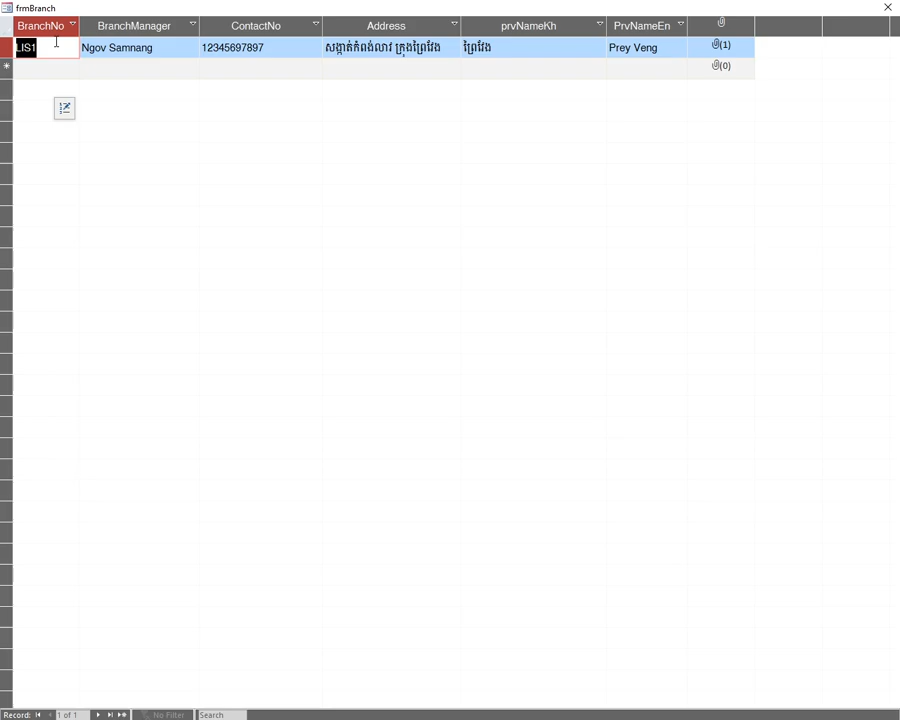 frmBranch
BranchNo BranchManager ContactNo Address prvNameKh PrvNameEn
LIS1 Ngov Samnang 12345697897 សង្កាត់កំពង់លាវ ក្រុងព្រៃវែង ព្រៃវែង Prey Veng (1)
(0)
Record: 1 of 1 No Filter Search